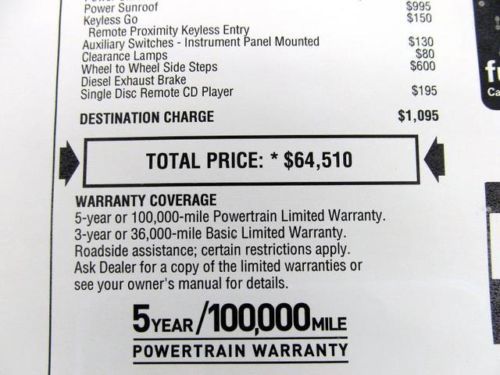 Power Sunroof $995
Keyless Go $150
Remote Proximity Keyless Entry
Auxiliary Switches - Instrument Panel Mounted $130
Clearance Lamps $80
Wheel to Wheel Side Steps $600
Diesel Exhaust Brake
Single Disc Remote CD Player $195
DESTINATION CHARGE $1,095
TOTAL PRICE: * $64,510
WARRANTY COVERAGE
5-year or 100,000-mile Powertrain Limited Warranty.
3-year or 36,000-mile Basic Limited Warranty.
Roadside assistance; certain restrictions apply.
Ask Dealer for a copy of the limited warranties or
see your owner's manual for details.
5 YEAR/100,000 MILE
POWERTRAIN WARRANTY